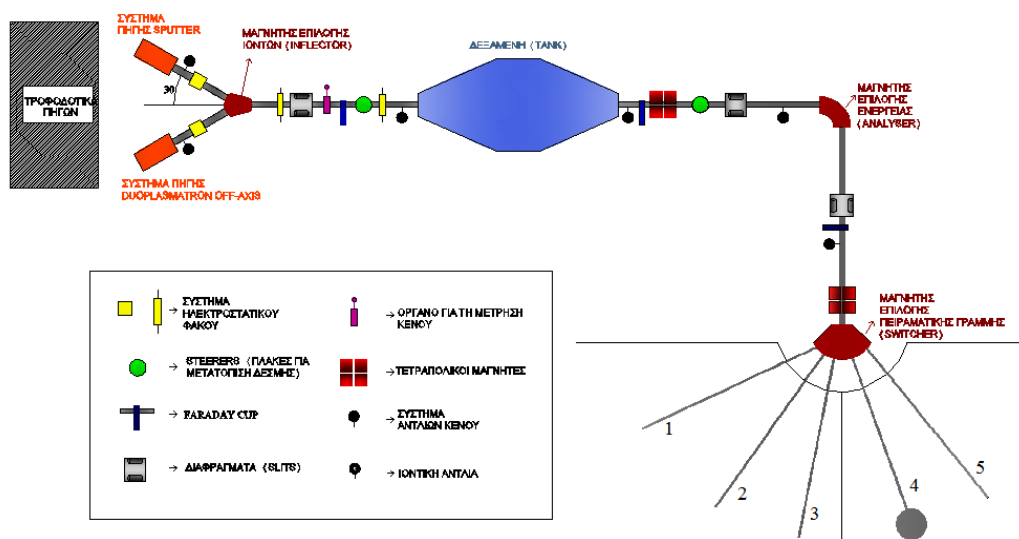 ΣΥΣΤΗΜΑ
ΠΗΓΗΣ SPUTTER
ΜΑΓΝΗΤΗΣ ΕΠΙΛΟΓΗΣ
ΙΟΝΤΩΝ (INFLECTOR)
ΔΕΞΑΜΕΝΗ (TANK)
ΤΡΟΦΟΔΟΤΙΚΑ
ΠΗΓΩΝ
30
ΜΑΓΝΗΤΗΣ
ΕΠΙΛΟΓΗΣ
ΕΝΕΡΓΕΙΑΣ
(ANALYSER)
ΣΥΣΤΗΜΑ ΠΗΓΗΣ
DUOPLASMATRON OFF-AXIS
ΣΥΣΤΗΜΑ
ΗΛΕΚΤΡΟΣΤΑΤΙΚΟΥ
ΦΑΚΟΥ
ΟΡΓΑΝΟ ΓΙΑ ΤΗ ΜΕΤΡΗΣΗ
ΚΕΝΟΥ
STEERERS (ΠΛΑΚΕΣ ΓΙΑ
ΜΕΤΑΤΟΠΙΣΗ ΔΕΣΜΗΣ)
ΤΕΤΡΑΠΟΛΙΚΟΙ ΜΑΓΝΗΤΕΣ
FARADAY CUP
ΣΥΣΤΗΜΑ
ΑΝΤΛΙΩΝ ΚΕΝΟΥ
ΔΙΑΦΡΑΓΜΑΤΑ (SLITS)
ΙΟΝΤΙΚΗ ΑΝΤΛΙΑ
ΜΑΓΝΗΤΗΣ
ΕΠΙΛΟΓΗΣ
ΠΕΙΡΑΜΑΤΙΚΗΣ ΓΡΑΜΜΗΣ
(SWITCHER)
1
2
3
4
5